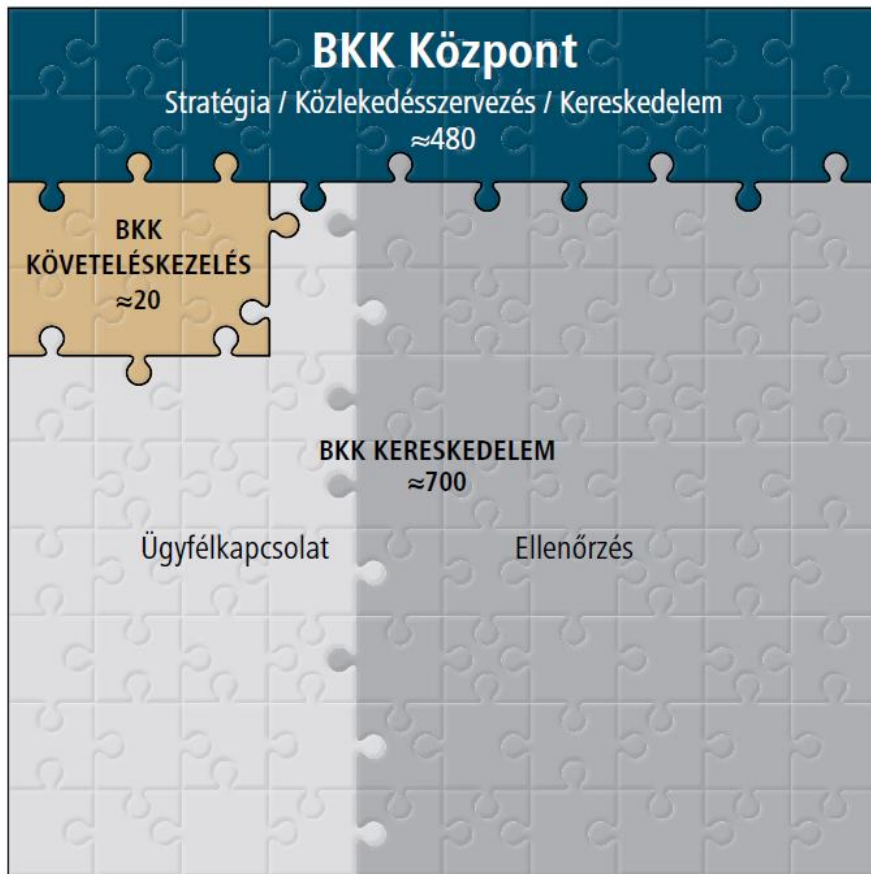 BKK Központ
Stratégia / Közlekedésszervezés / Kereskedelem
≈480
BKK
KÖVETELÉSKEZELÉS
≈20
BKK KERESKEDELEM
≈700
Ügyfélkapcsolat
Ellenőrzés